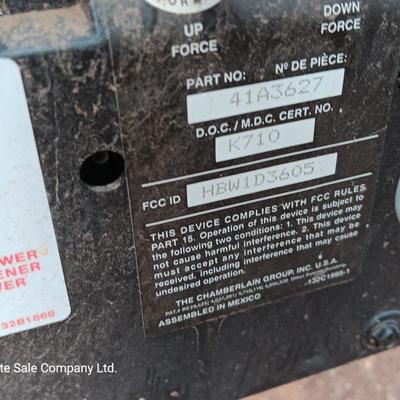 UP
FORCE
DOWN
FORCE
PART NO:
Nº DE PIÈCE:
41A3627
D.O.C. / M.D.C. CERT. NO.
K710
FCC ID
HBW1D3605
THIS DEVICE COMPLIES WITH FCC RULES
PART 15. Operation of this device is subject to
the following two conditions: 1. This device may
not cause harmful interference. 2. This device
must accept any interference that may be
received, including interference that may cause
undesired operation.
THE CHAMBERLAIN GROUP, INC. U.S.A.
132C1885-1
ASSEMBLED IN MEXICO
132B1868
te Sale Company Ltd.